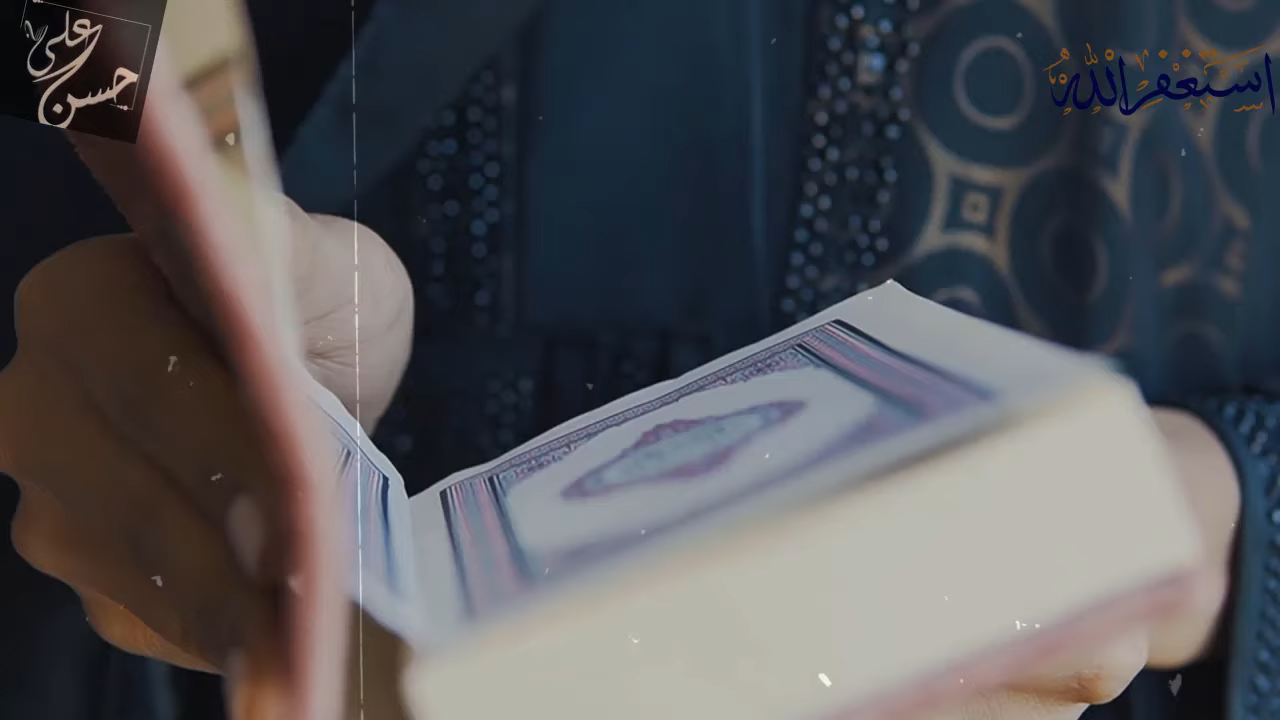 علي
حسن
استغفر الله